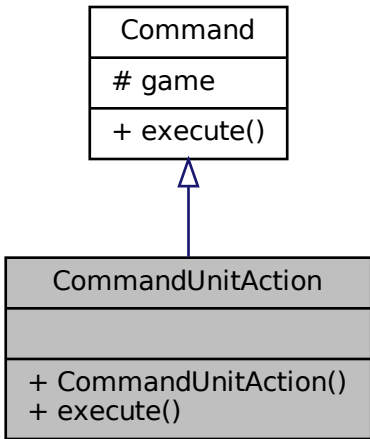 Command
# game
+ execute()
CommandUnitAction
+ CommandUnitAction()
+ execute()